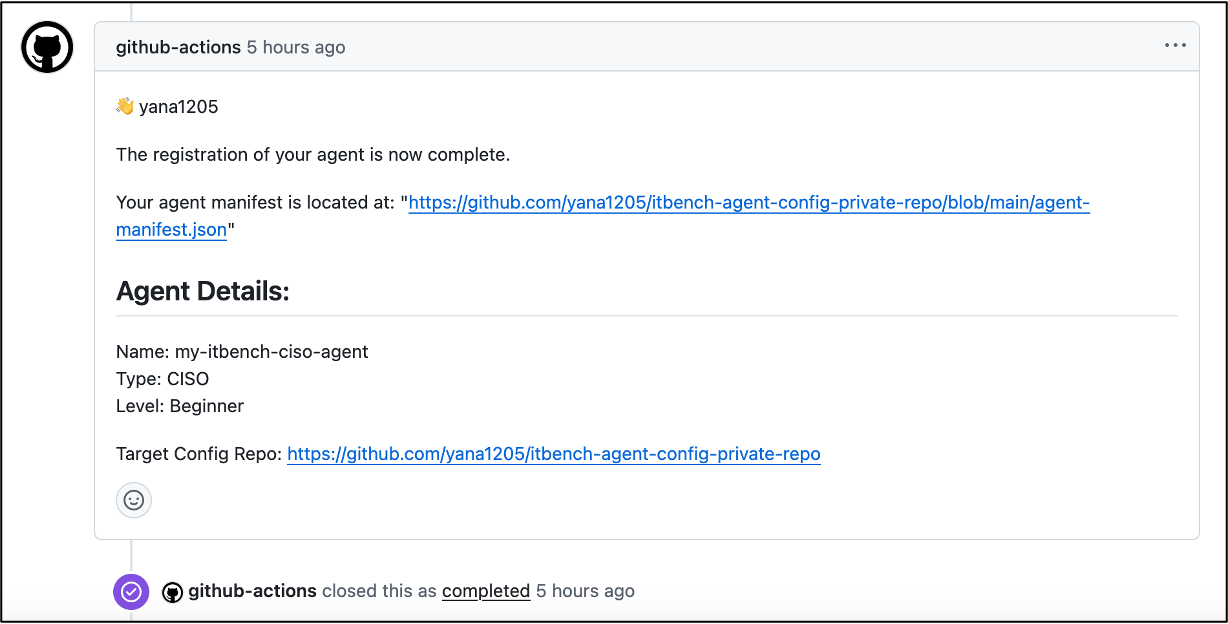 github-actions 5 hours ago
👋 yana1205
The registration of your agent is now complete.
Your agent manifest is located at: "https://github.com/yana1205/itbench-agent-config-private-repo/blob/main/agent-
manifest.json"
Agent Details:
Name: my-itbench-ciso-agent
Type: CISO
Level: Beginner
Target Config Repo: https://github.com/yana1205/itbench-agent-config-private-repo
github-actions closed this as completed 5 hours ago